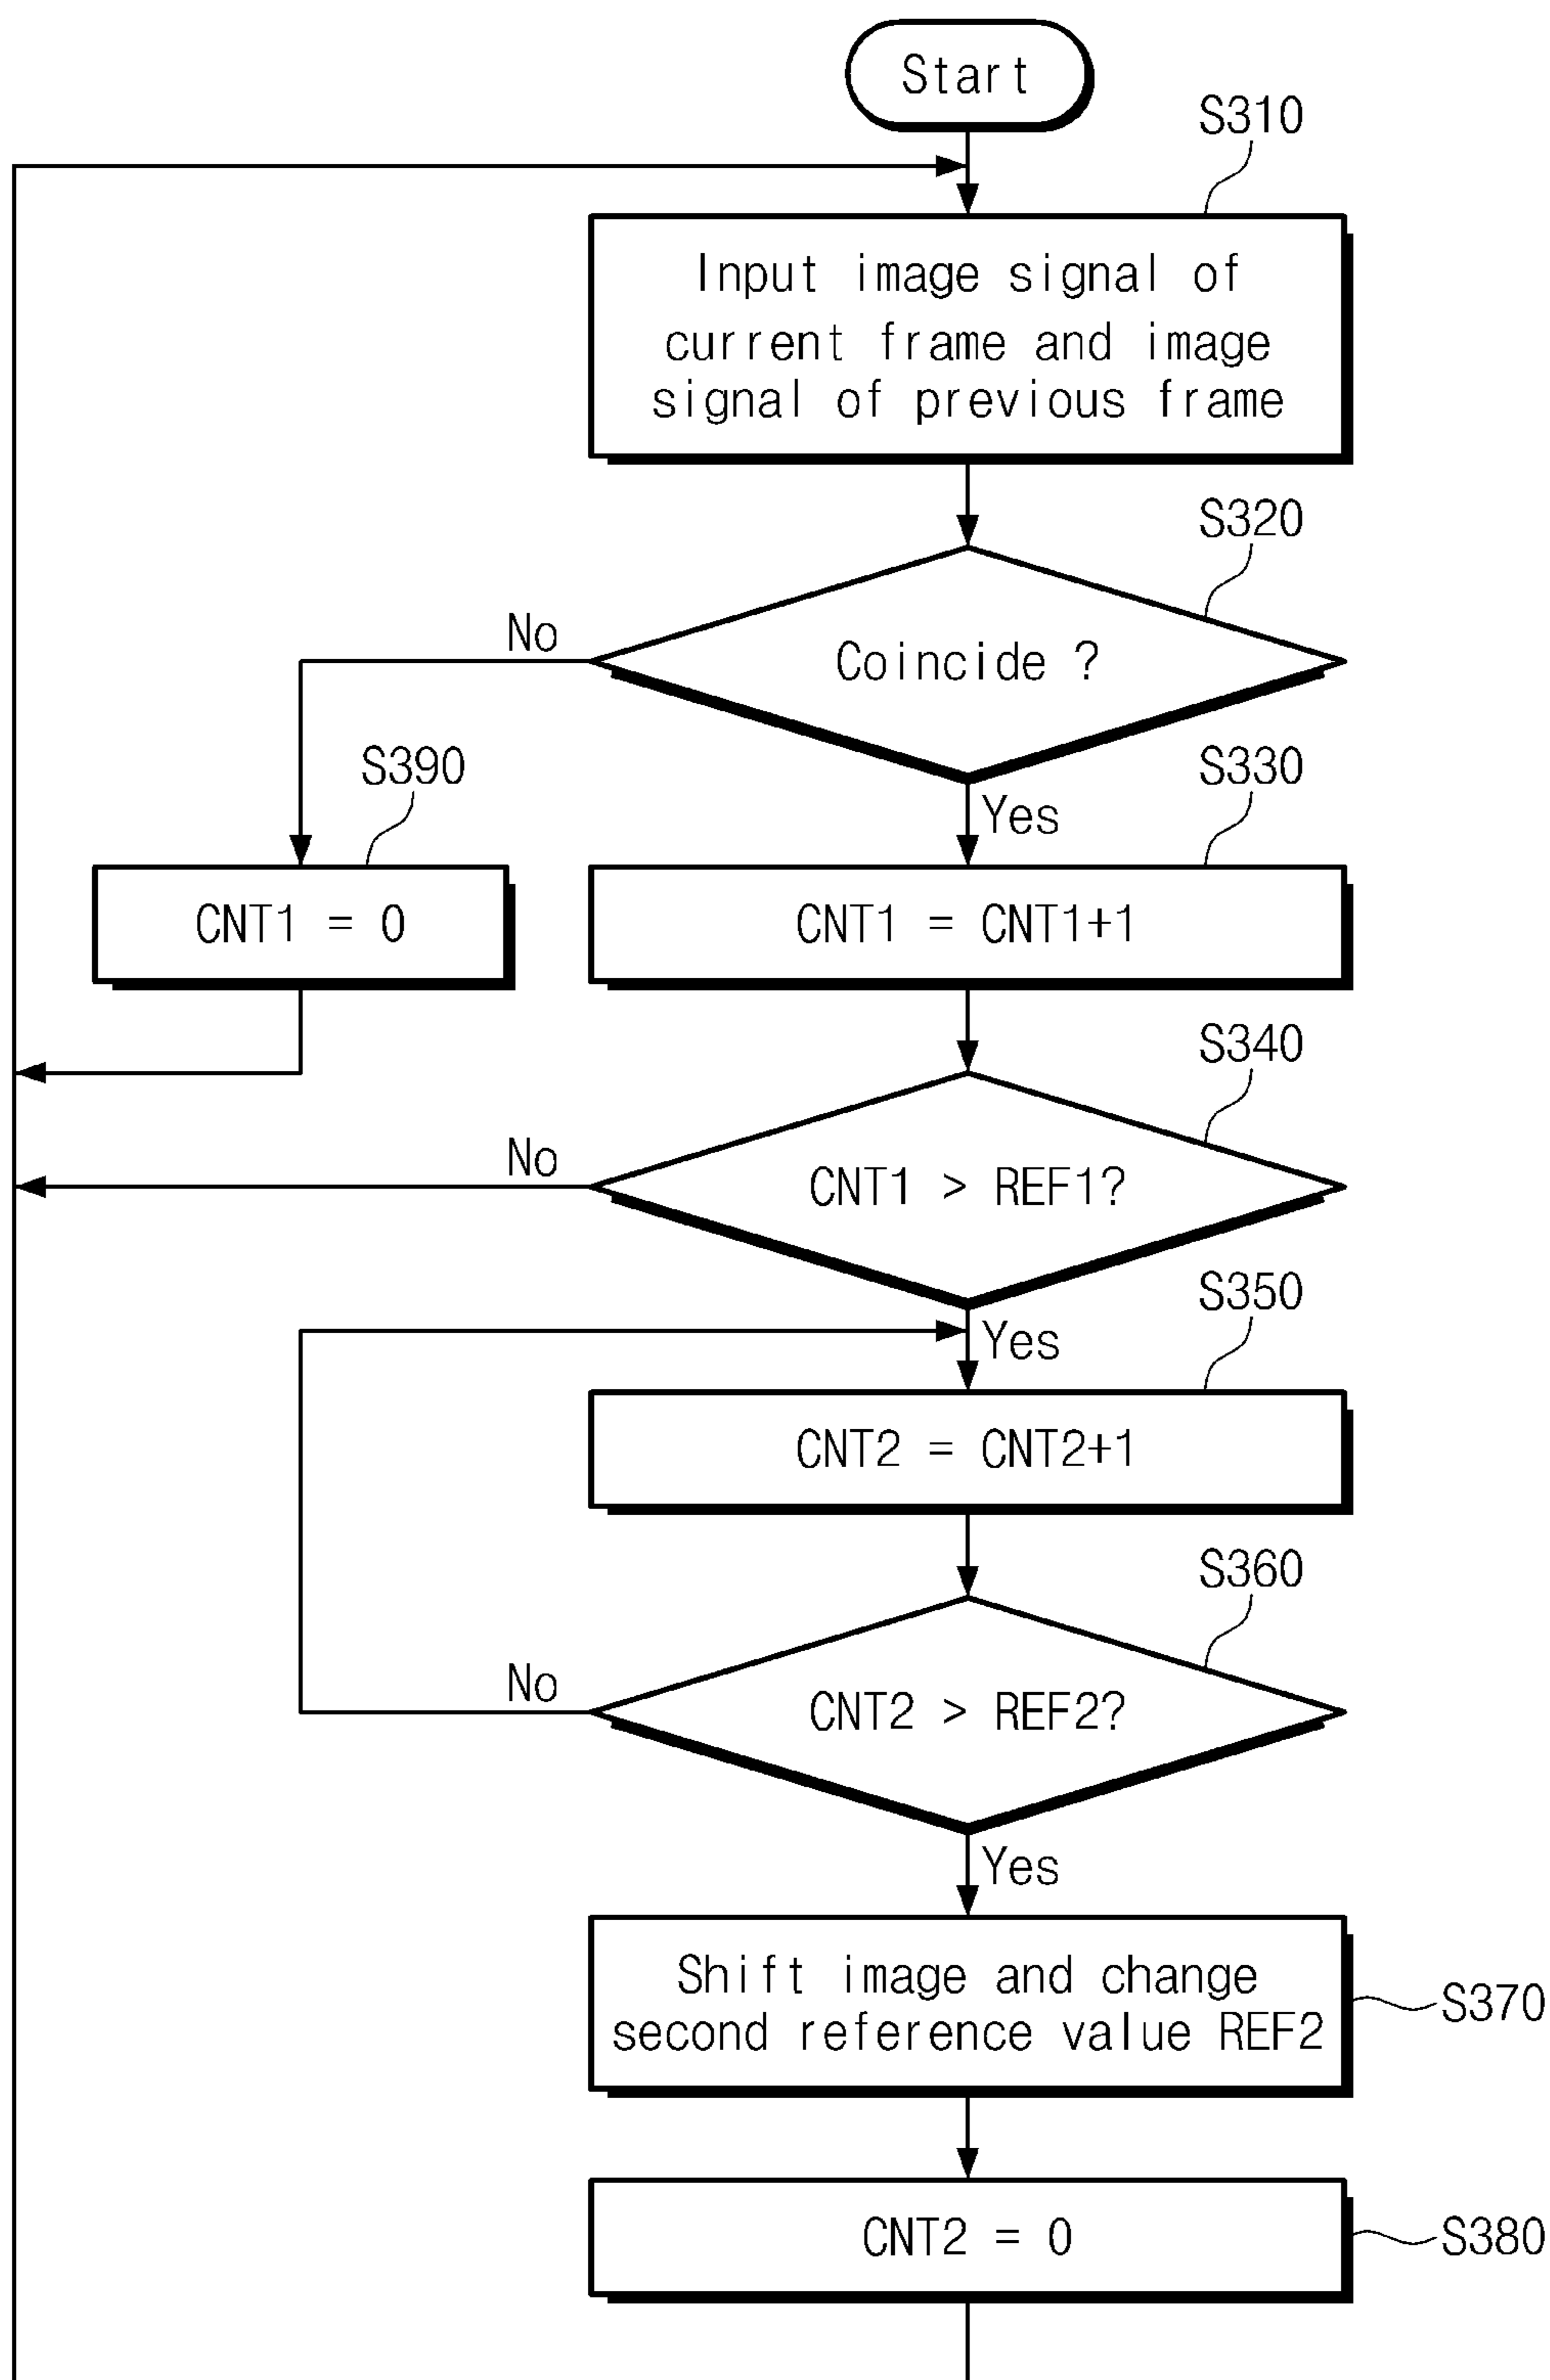 Start
S310
Input image signal of
current frame and image
signal of previous frame
S320
No
Coincide ?
S390
S330
Yes
CNT1 = 0
CNT1 = CNT1+1
S340
No
CNT1 > REF1?
S350
Yes
CNT2 = CNT2+1
S360
No
CNT2 > REF2?
Yes
Shift image and change
second reference value REF2
S370
CNT2 = 0
S380